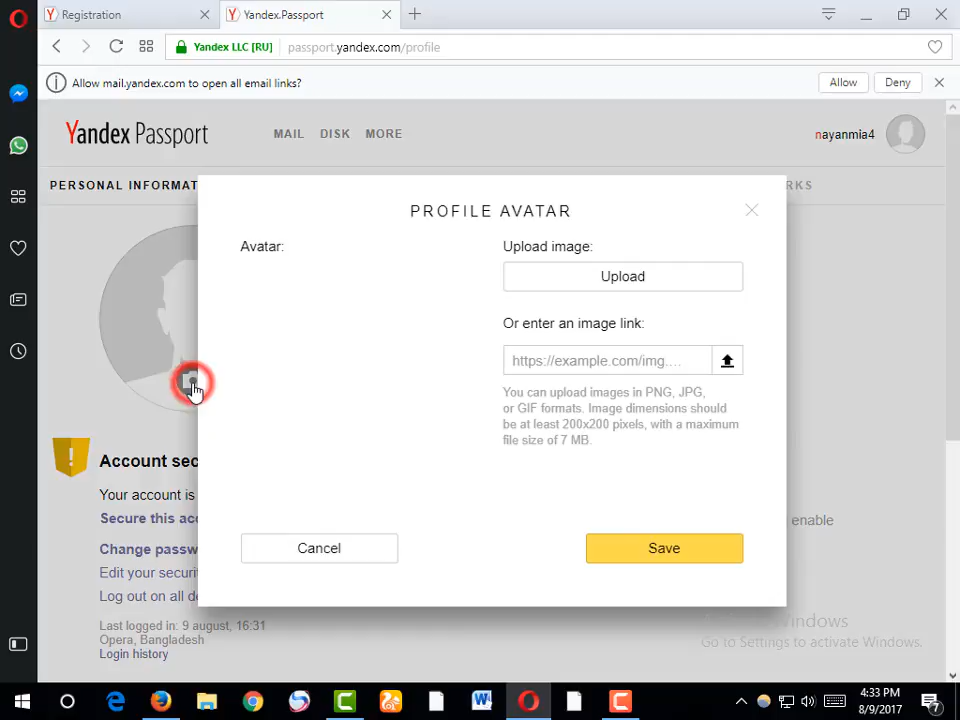 Registration
Yandex.Passport
Yandex LLC [RU]
passport.yandex.com/profile
Allow mail.yandex.com to open all email links?
Allow
Deny
Yandex Passport
MAIL
DISK
MORE
nayanmia4
PERSONAL INFORMAT
RKS
PROFILE AVATAR
Avatar:
Upload image:
Upload
Or enter an image link:
https://example.com/img....
You can upload images in PNG, JPG,
or GIF formats. Image dimensions should
be at least 200x200 pixels, with a maximum
file size of 7 MB.
Cancel
Save
Account sec
Your account is
Secure this acc
Change passw
Edit your securi
Log out on all de
enable
Last logged in: 9 august, 16:31
Opera, Bangladesh
Login history
Windows
Go to Settings to activate Windows.
4:33 PM
8/9/2017
7